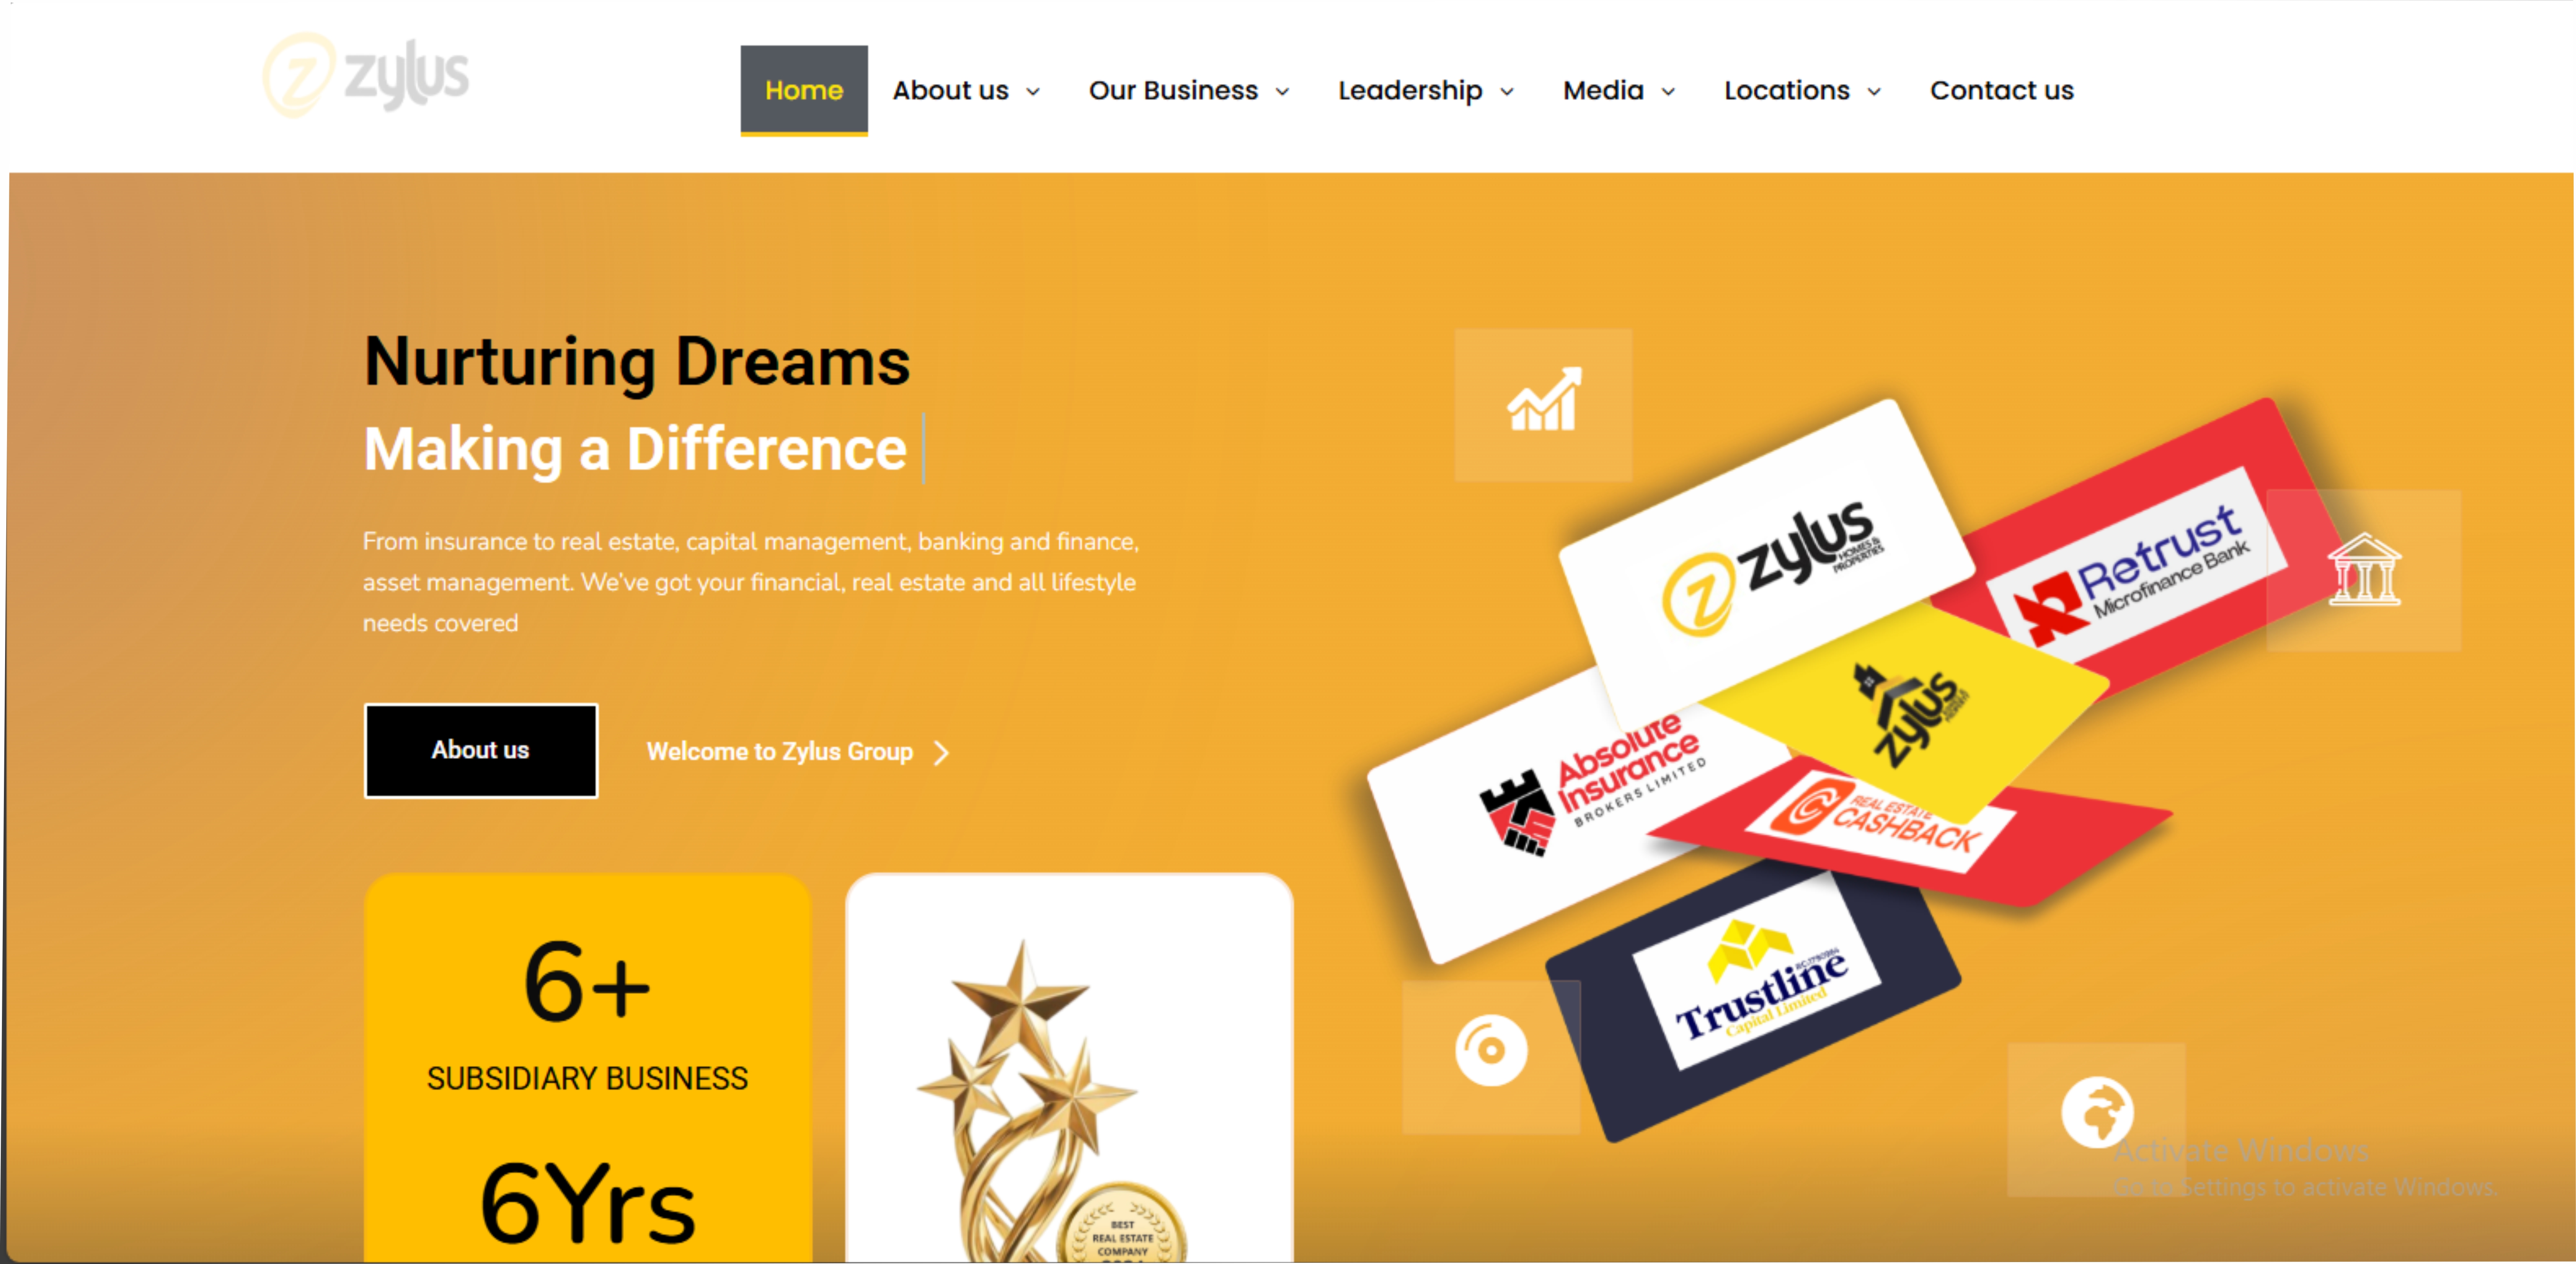 zylus
Home
About us
Our Business
Leadership
Media
Locations
Contact us
Nurturing Dreams
Making a Difference
From insurance to real estate, capital management, banking and finance,
asset management. We've got your financial, real estate and all lifestyle
needs covered
About us
Welcome to Zylus Group
6+
SUBSIDIARY BUSINESS
6Yrs
BEST
REAL ESTATE
COMPANY
zylus
HOMES &
PROPERTIES
Retrust
Microfinance Bank
zylus
Absolute
Insurance
BROKERS LIMITED
REAL ESTATE
CASHBACK
Trustline
Capital Limited
Activate Windows
Go to Settings to activate Windows.